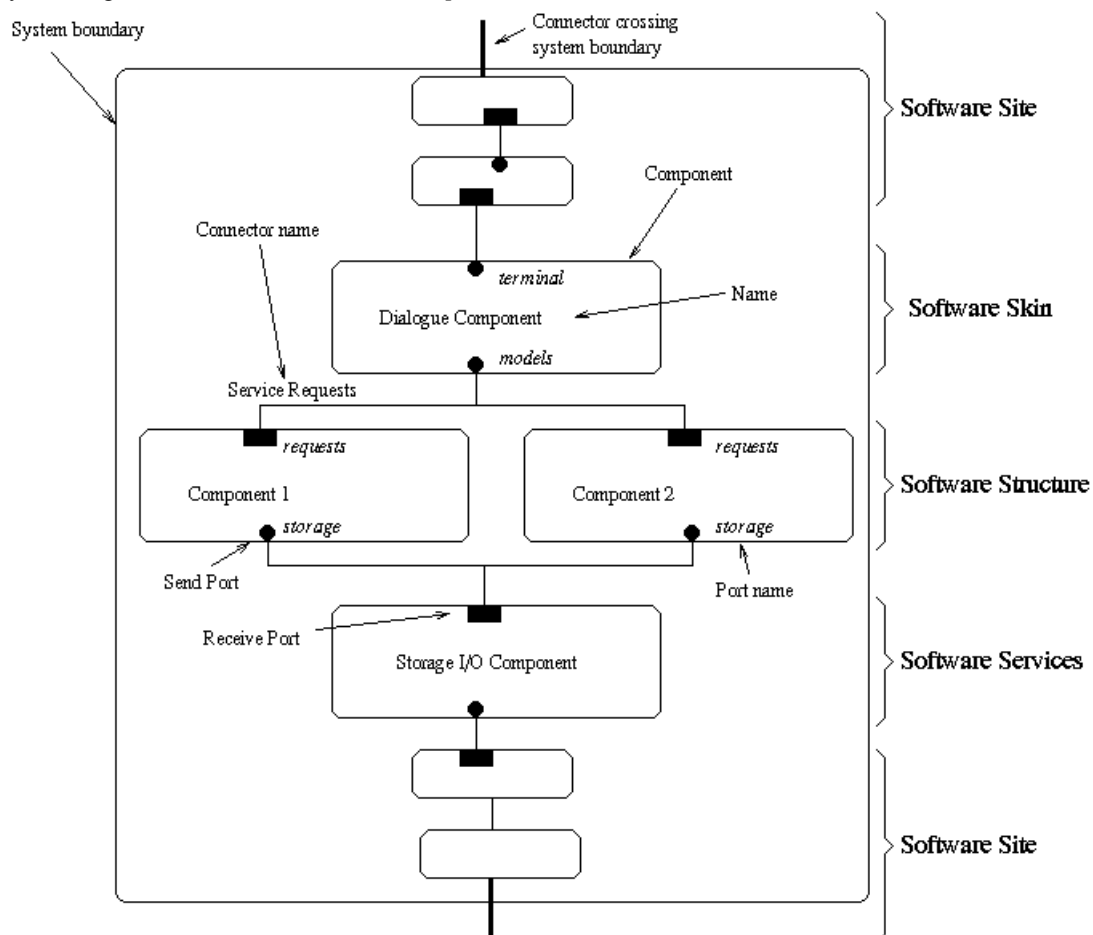 System boundary
Connector crossing
system boundary
Software Site
Component
Connector name
terminal
Name
Software Skin
Dialogue Component
models
Service Requests
requests
requests
Component 1
Component 2
Software Structure
storage
storage
Send Port
Port name
Receive Port
Storage I/O Component
Software Services
Software Site